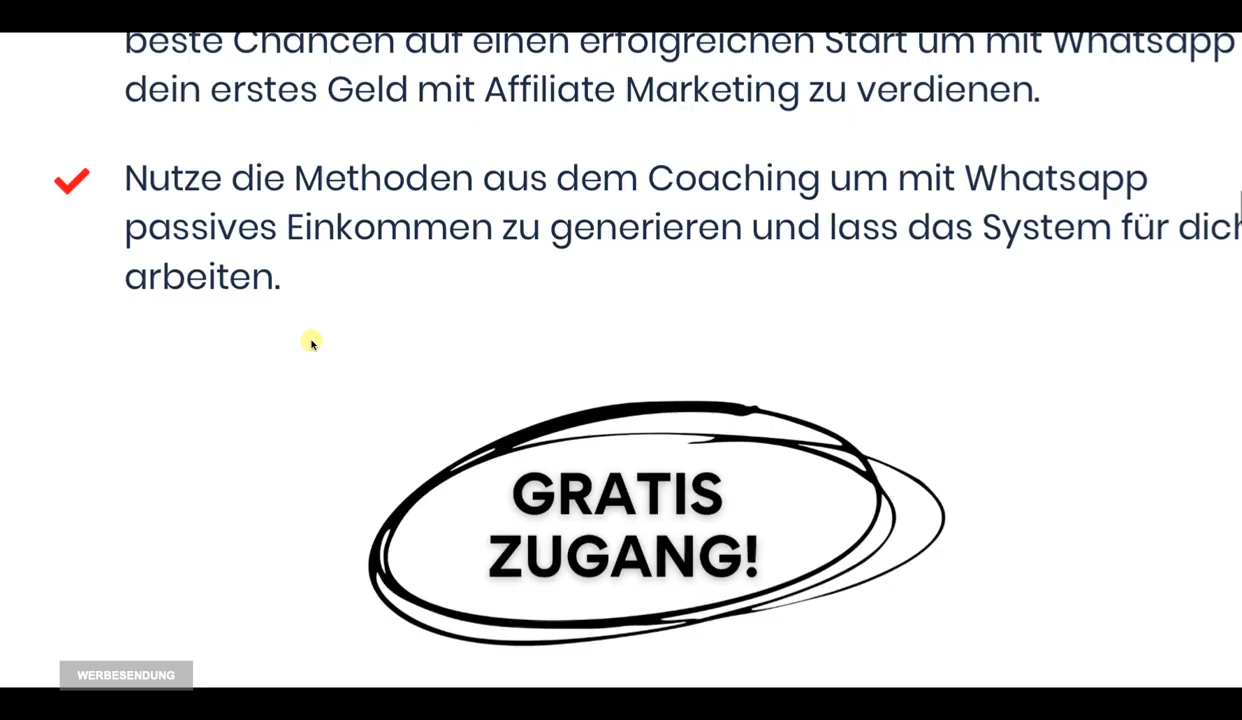 beste Chancen auf einen erfolgreichen Start um mit Whatsapp
dein erstes Geld mit Affiliate Marketing zu verdienen.
Nutze die Methoden aus dem Coaching um mit Whatsapp
passives Einkommen zu generieren und lass das System für dich
arbeiten.
GRATIS
ZUGANG!
WERBESENDUNG